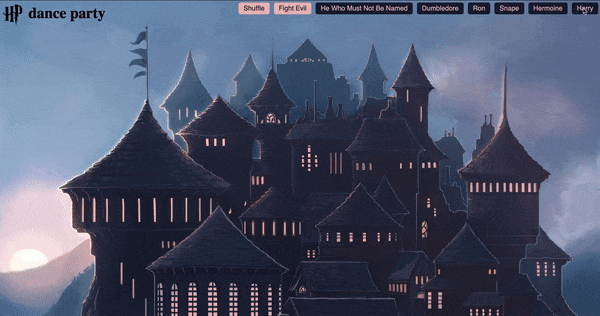 HP dance party
Shuffle
Fight Evil
He Who Must Not Be Named
Dumbledore
Ron
Snape
Hermoine
Harry